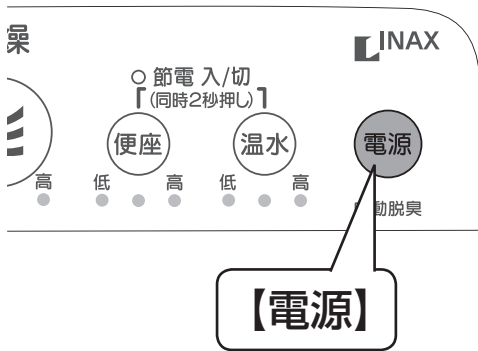 燥
INAX
節電 入/切
(同時2秒押し)
便座
温水
電源
高
低
高
低
高
動脱臭
【電源】